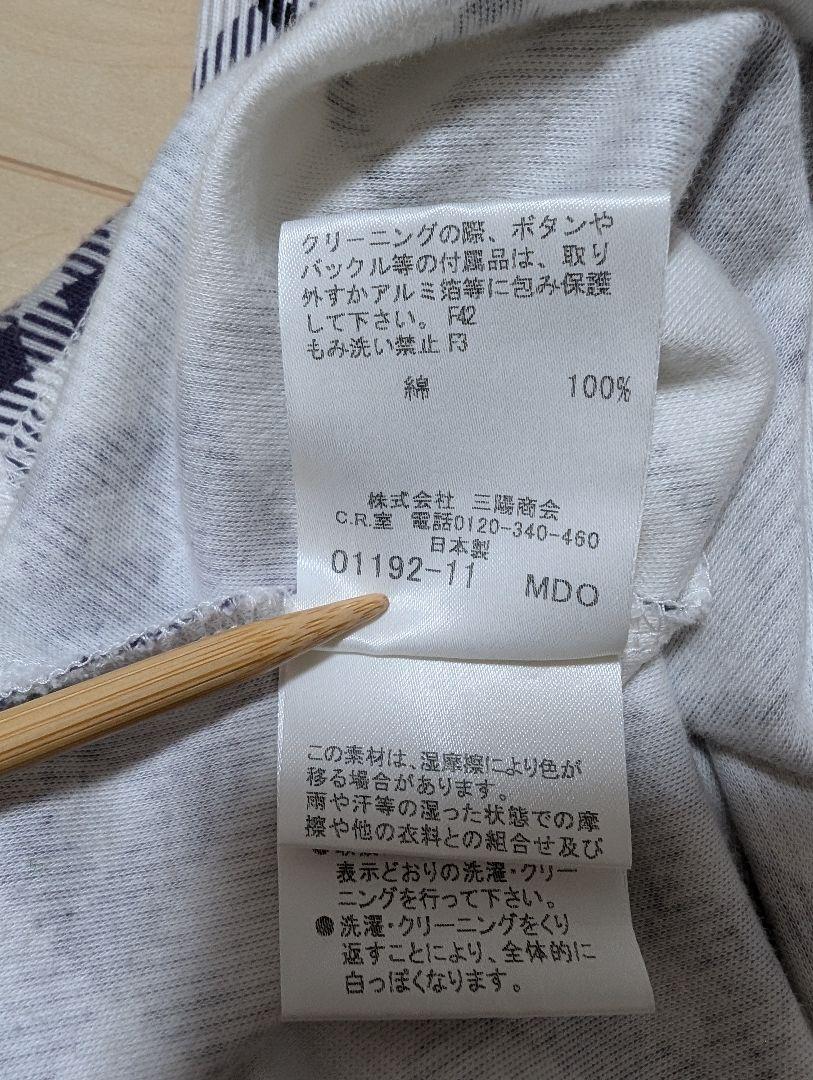 クリーニングの際、ボタンや
バックル等の付属品は、取り
外すかアルミ箔等に包み保護
して下さい。 F42
もみ洗い禁止 F3
綿 100%
株式会社 三陽商会
C.R.室 電話0120-340-460
日本製
01192-11 MDO
この素材は、湿摩擦により色が
移る場合があります。
雨や汗等の湿った状態での摩
擦や他の衣料との組合せ及び
表示どおりの洗濯・クリー
ニングを行って下さい。
●洗濯・クリーニングをくり
返すことにより、全体的に
白っぽくなります。